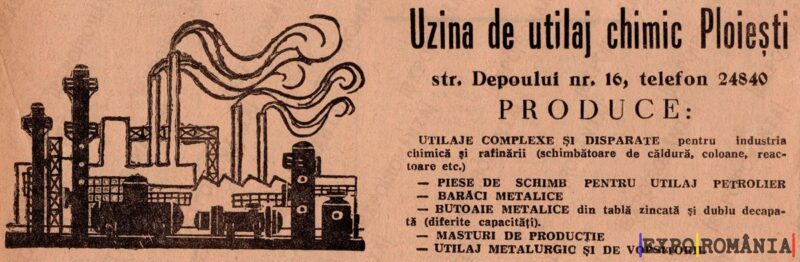 Uzina de utilaj chimic Ploiești
str. Depoului nr. 16, telefon 24840
PRODUCE:
UTILAJE COMPLEXE ȘI DISPARATE pentru industria
chimică și rafinării (schimbătoare de căldură, coloane, reac-
toare etc.)
— PIESE DE SCHIMB PENTRU UTILAJ PETROLIER
— BARĂCI METALICE
— BUTOAIE METALICE din tablă zincată și dublu decapa-
tă (diferite capacități).
— MASTURI DE PRODUCȚIE
— UTILAJ METALURGIC ȘI DE VOPSITORIE
EXPO ROMÂNIA